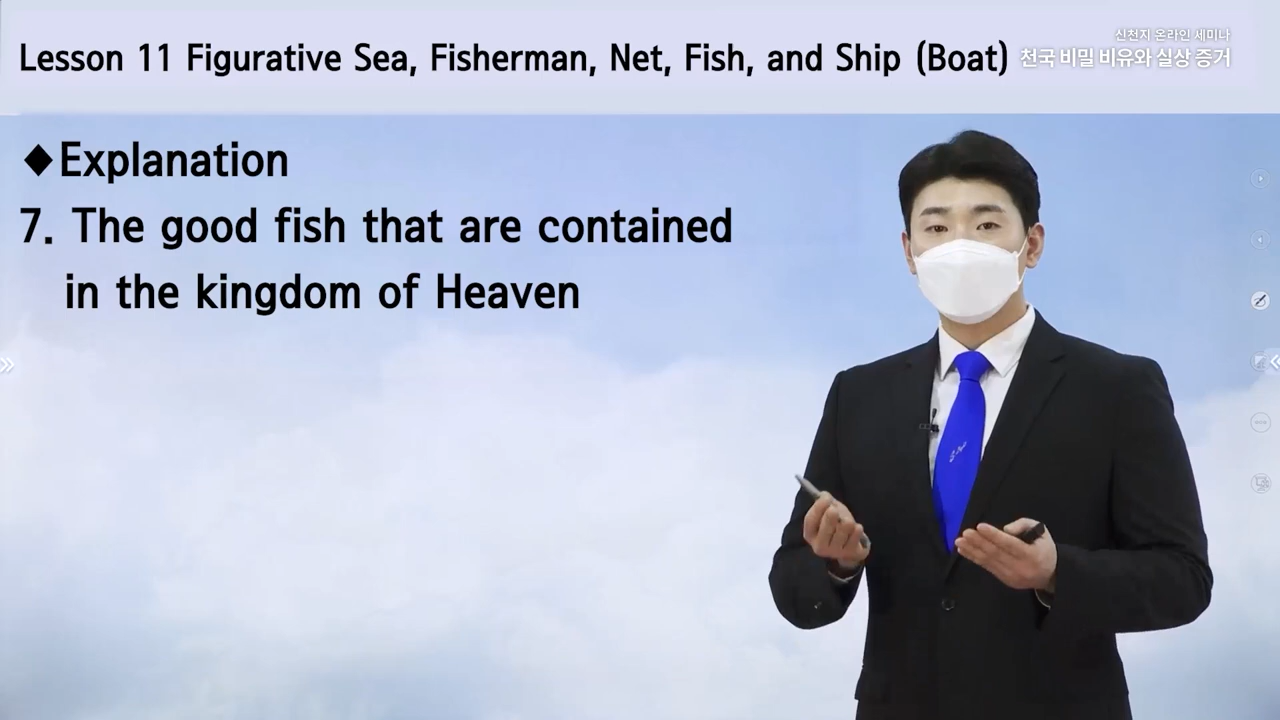 Lesson 11 Figurative Sea, Fisherman, Net, Fish, and Ship (Boat)
신천지 온라인 세미나
천국 비밀 비유와 실상 증거
◆Explanation
7. The good fish that are contained
in the kingdom of Heaven